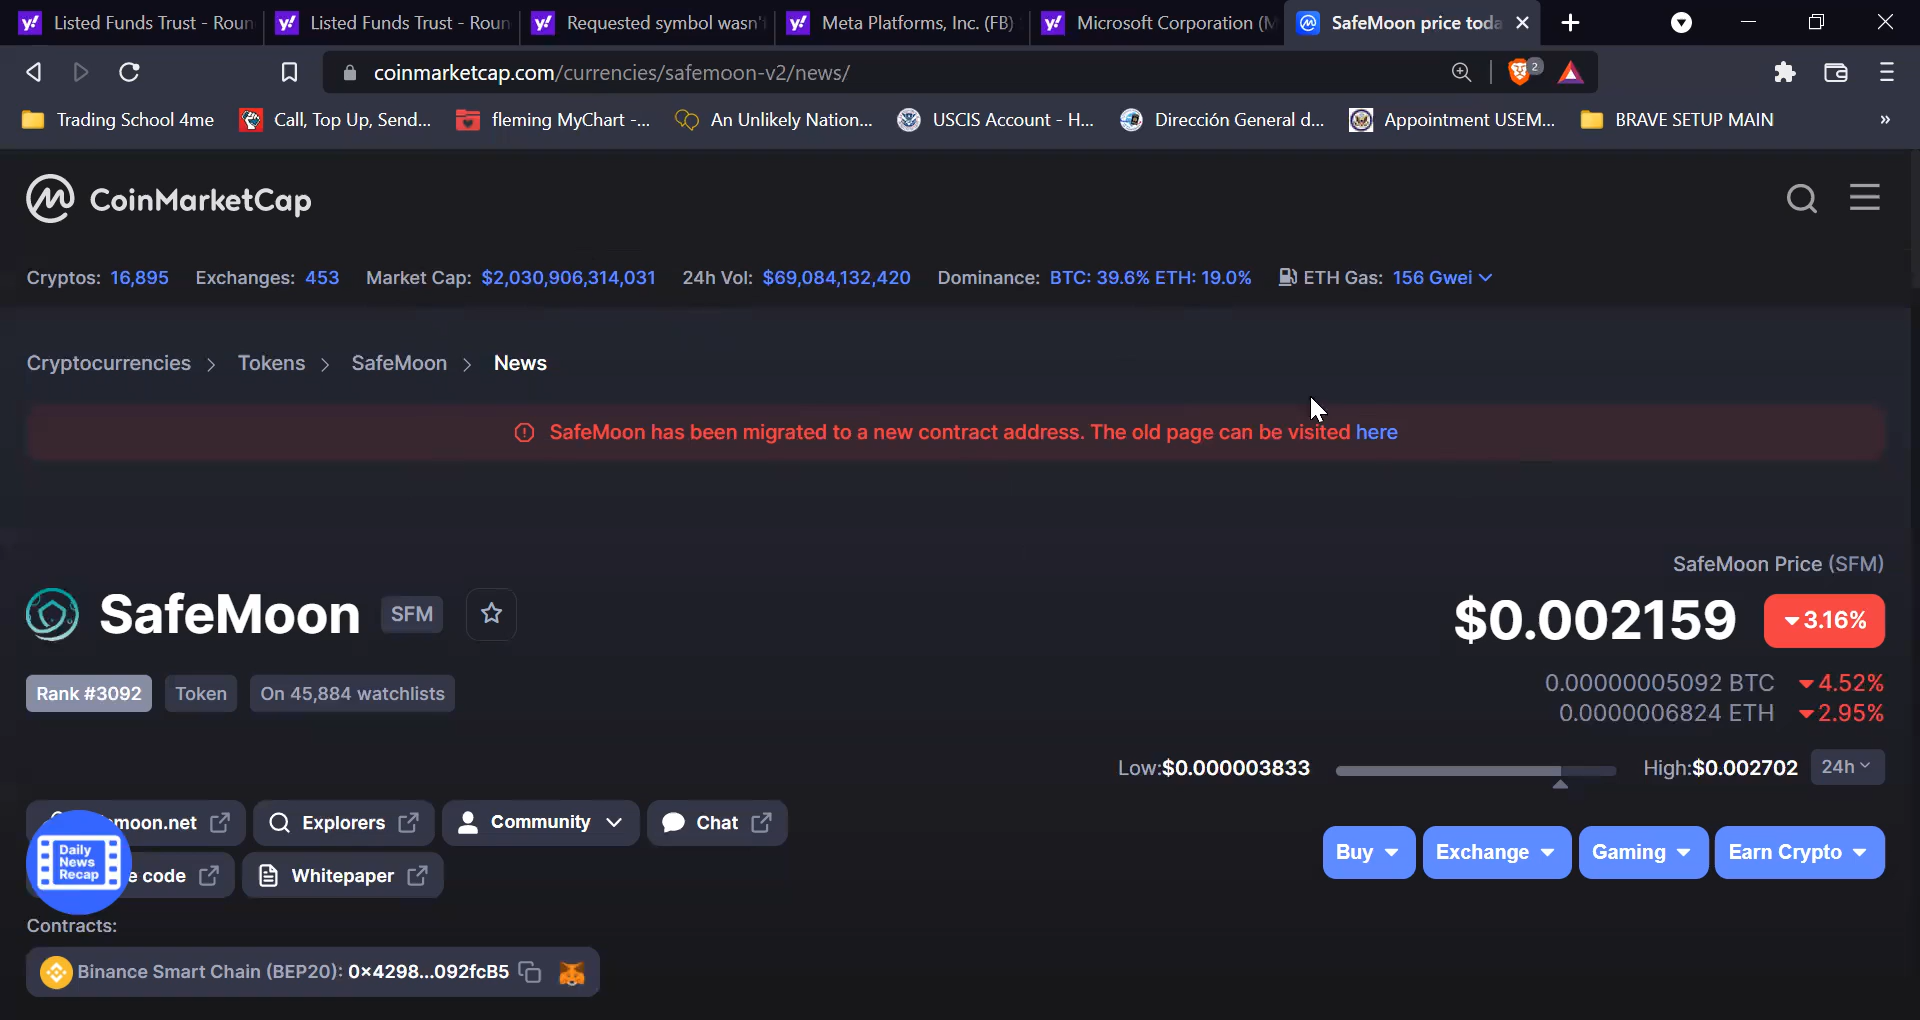 Listed Funds Trust - Roun
Listed Funds Trust - Roun
Requested symbol wasn'
Meta Platforms, Inc. (FB)
Microsoft Corporation (M
SafeMoon price toda
coinmarketcap.com/currencies/safemoon-v2/news/
2
Trading School 4me
Call, Top Up, Send...
fleming MyChart -...
An Unlikely Nation...
USCIS Account - H...
Dirección General d...
Appointment USEM...
BRAVE SETUP MAIN
»
CoinMarketCap
Cryptos: 16,895 Exchanges: 453 Market Cap: $2,030,906,314,031 24h Vol: $69,084,132,420 Dominance: BTC: 39.6% ETH: 19.0% ETH Gas: 156 Gwei
Cryptocurrencies > Tokens > SafeMoon > News
SafeMoon has been migrated to a new contract address. The old page can be visited here
SafeMoon Price (SFM)
SafeMoon SFM
$0.002159 3.16%
Rank #3092 Token On 45,884 watchlists
0.00000005092 BTC 4.52%
0.0000006824 ETH 2.95%
Low:$0.000003833 High:$0.002702 24h
moon.net Explorers Community Chat
Buy Exchange Gaming Earn Crypto
Daily
News
Recap
e code Whitepaper
Contracts:
Binance Smart Chain (BEP20): 0x4298...092fcB5